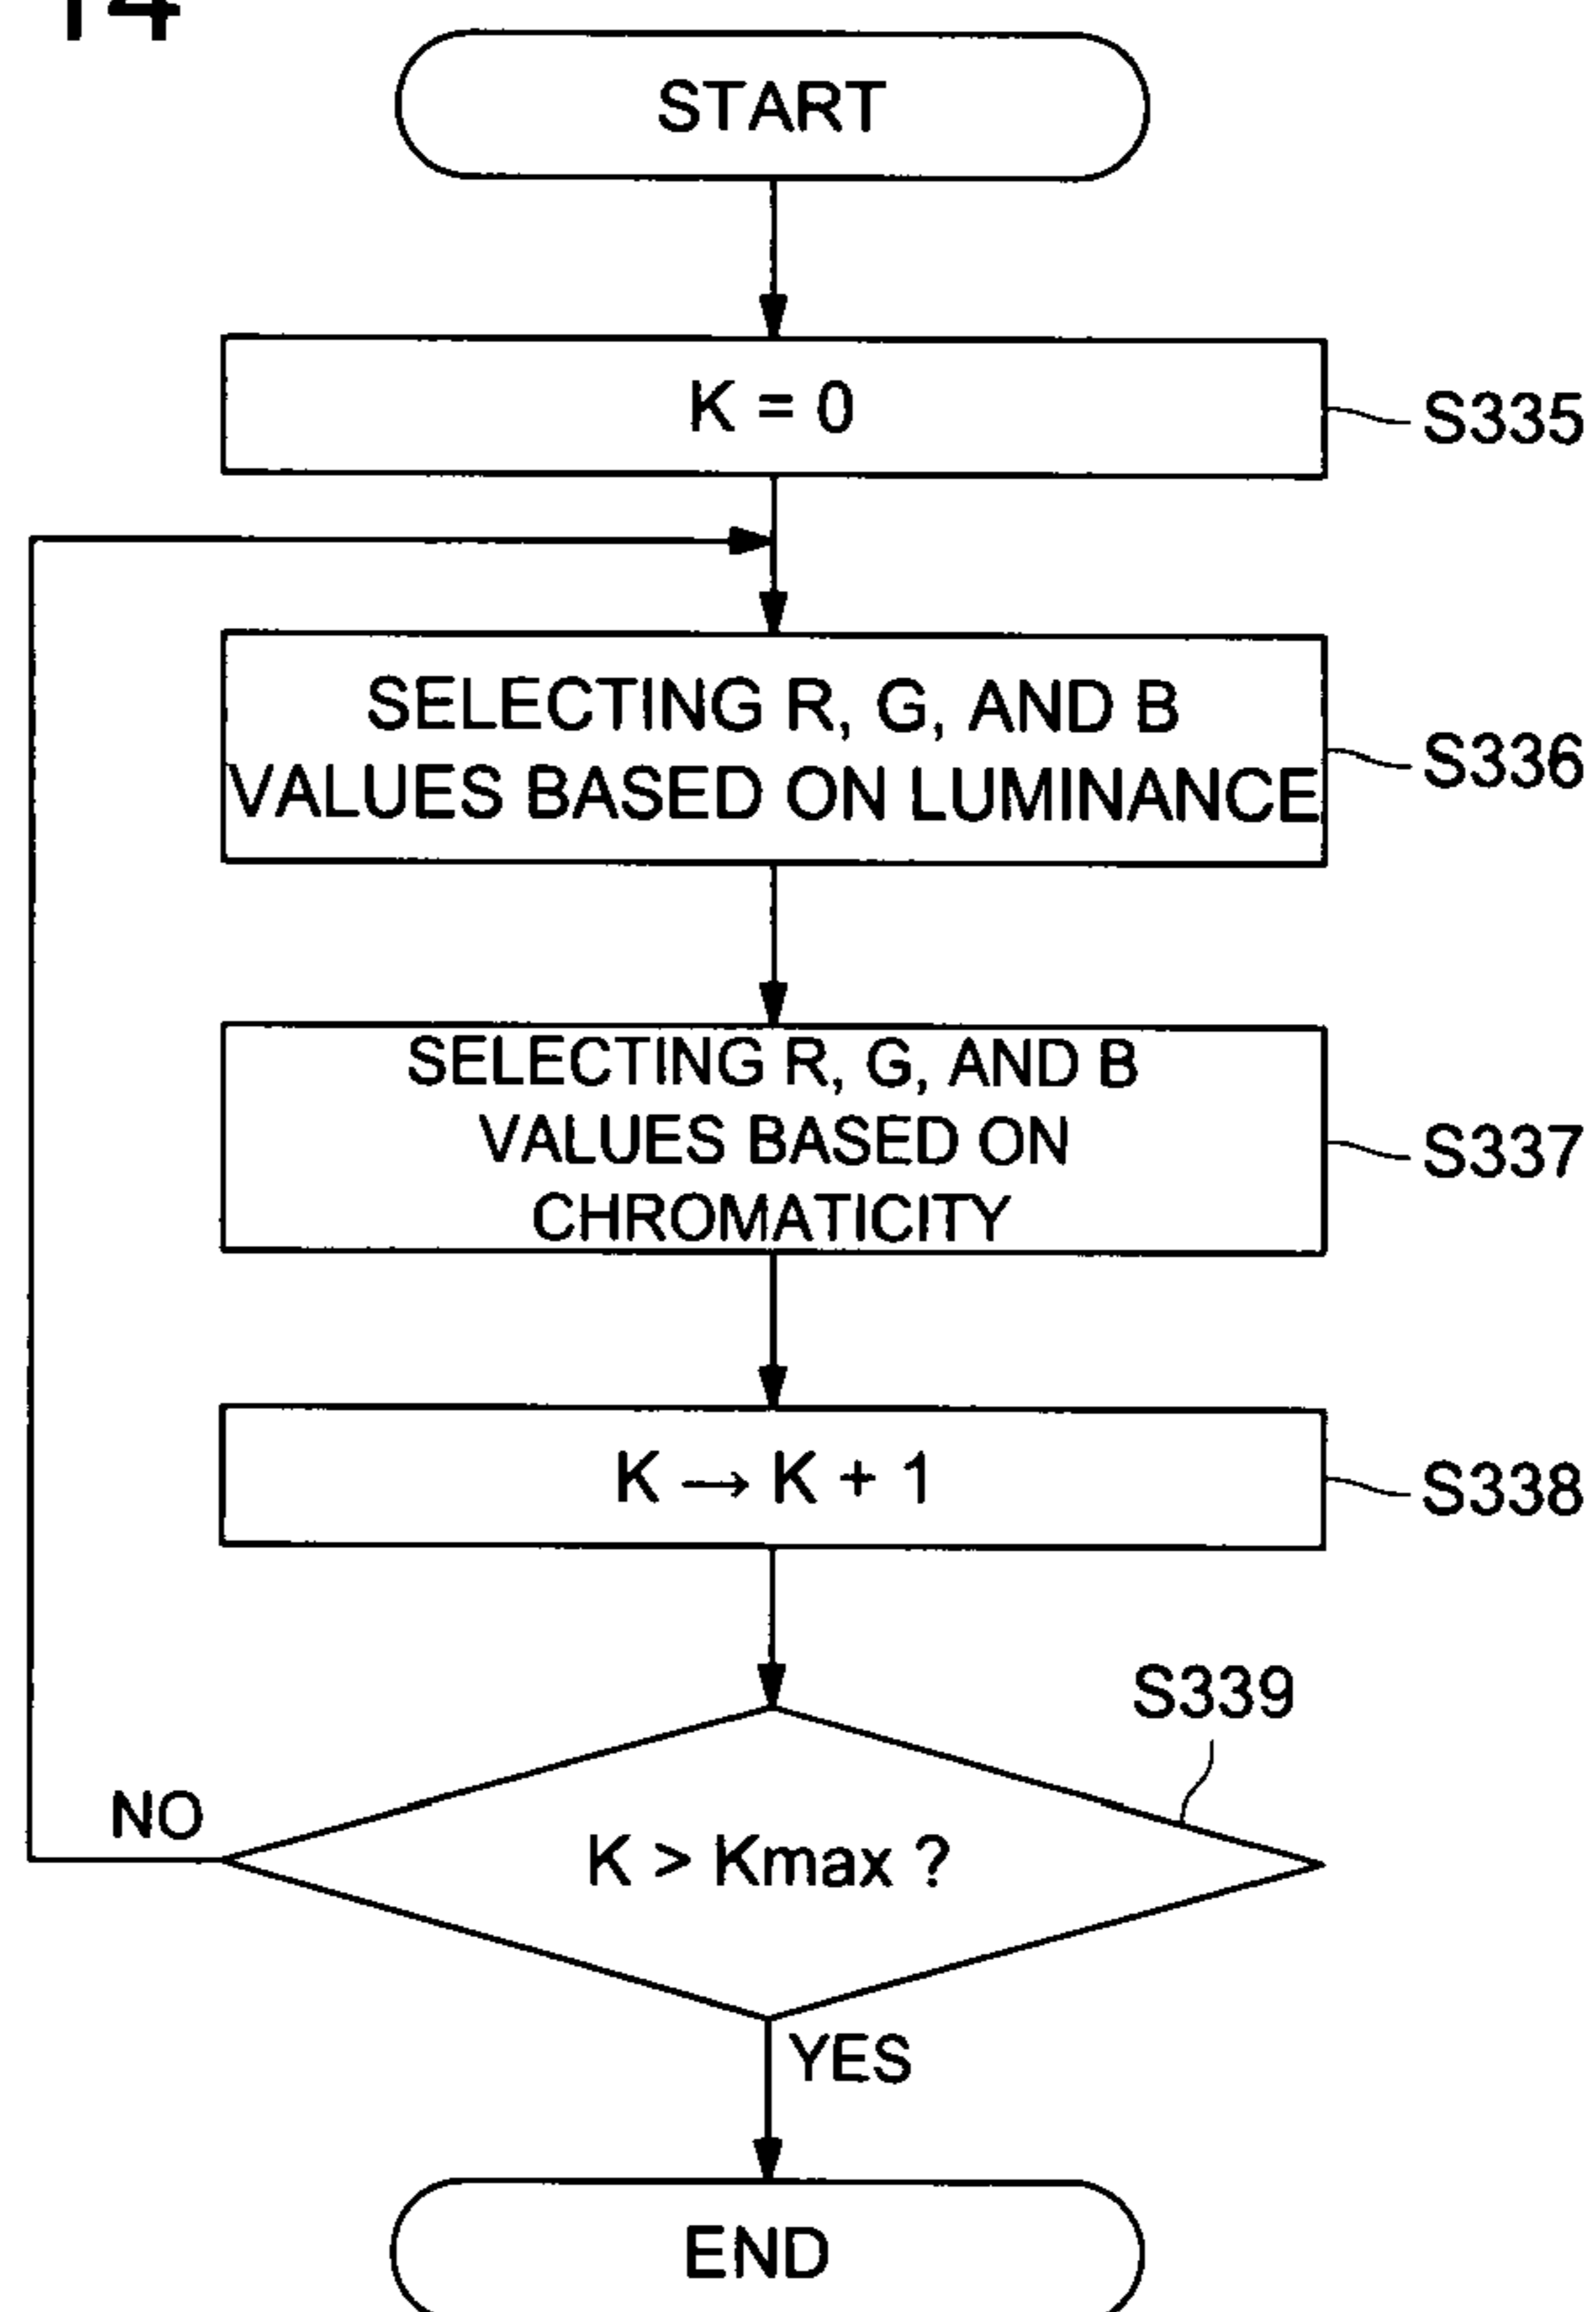 14
START
K = 0
S335
SELECTING R, G, AND B
VALUES BASED ON LUMINANCE
S336
SELECTING R, G, AND B
VALUES BASED ON
CHROMATICITY
S337
K → K + 1
S338
S339
NO
K > Kmax ?
YES
END